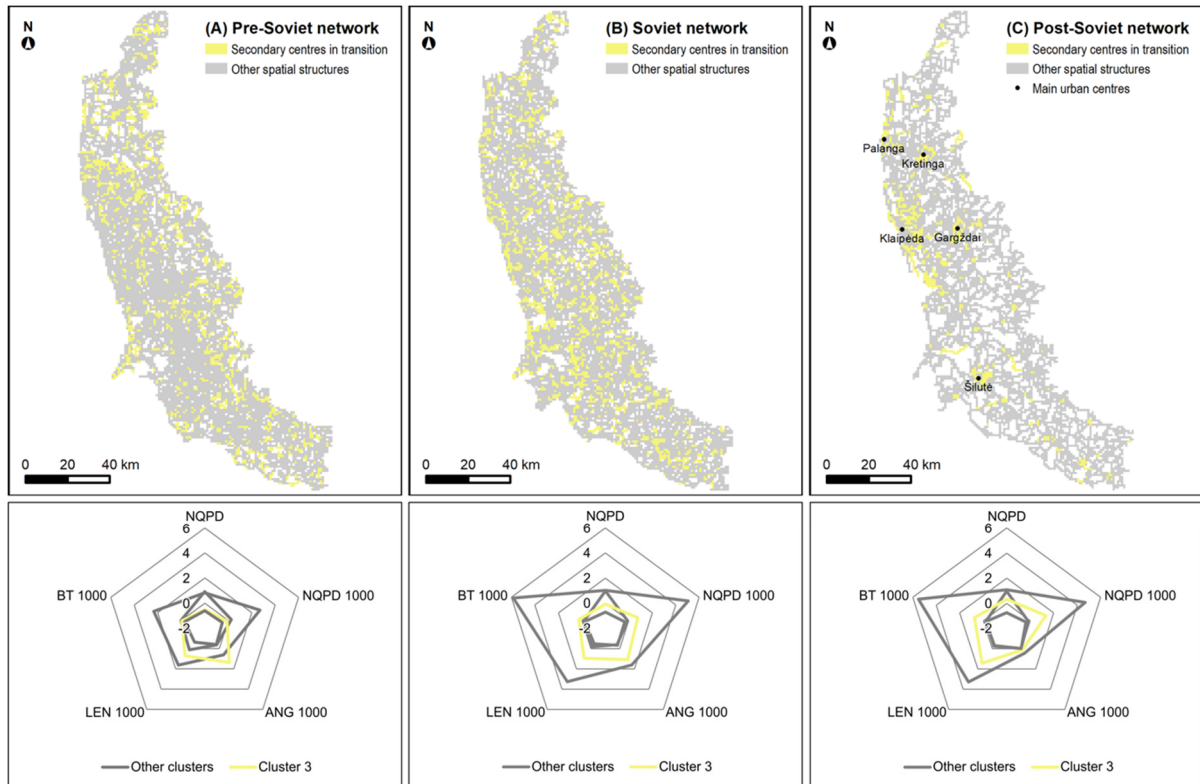 N
(A) Pre-Soviet network
Secondary centres in transition
Other spatial structures
0 20 40 km
N
(B) Soviet network
Secondary centres in transition
Other spatial structures
0 20 40 km
N
(C) Post-Soviet network
Secondary centres in transition
Other spatial structures
Main urban centres
Palanga
Kretinga
Klaipėda
Gargždai
Šilutė
0 20 40 km
NQPD
6
4
2
0
-2
BT 1000
NQPD 1000
LEN 1000
ANG 1000
Other clusters
Cluster 3
NQPD
6
4
2
0
-2
BT 1000
NQPD 1000
LEN 1000
ANG 1000
Other clusters
Cluster 3
NQPD
6
4
2
0
-2
BT 1000
NQPD 1000
LEN 1000
ANG 1000
Other clusters
Cluster 3